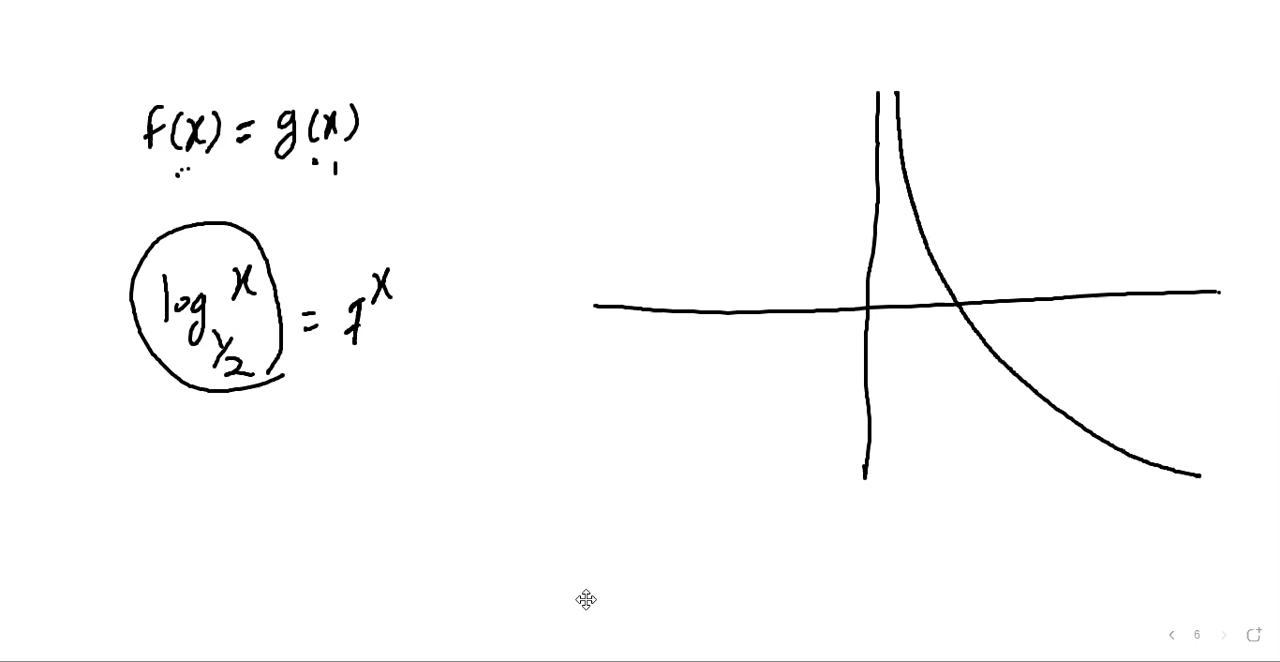 f(x) = g(x)
log_{1/2}^x = 7^x
6